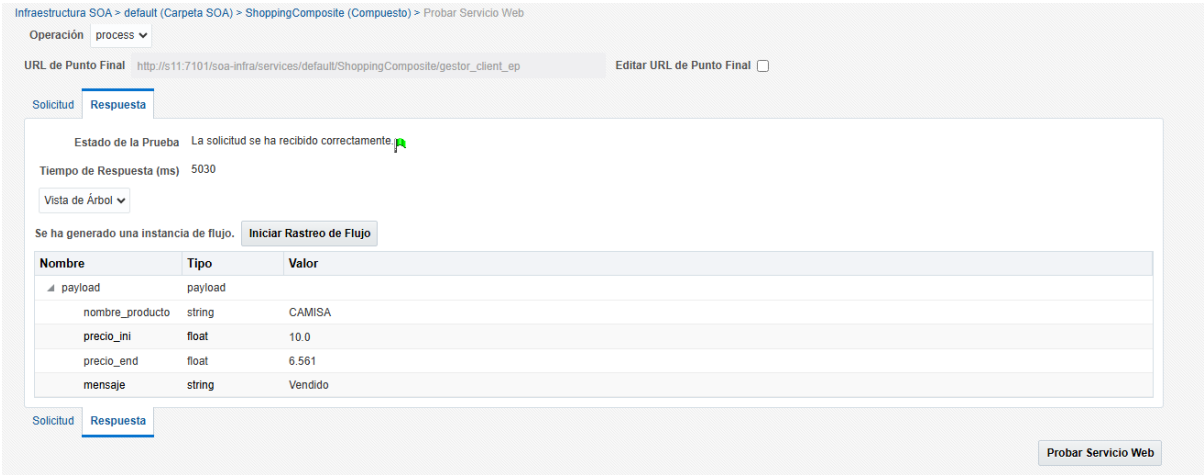 Infraestructura SOA > default (Carpeta SOA) > ShoppingComposite (Compuesto) > Probar Servicio Web
Operación process
URL de Punto Final http://s11:7101/soa-infra/services/default/ShoppingComposite/gestor_client_ep Editar URL de Punto Final
Solicitud Respuesta
Estado de la Prueba La solicitud se ha recibido correctamente.
Tiempo de Respuesta (ms) 5030
Vista de Árbol
Se ha generado una instancia de flujo. Iniciar Rastreo de Flujo
Nombre Tipo Valor
payload payload
nombre_producto string CAMISA
precio_ini float 10.0
precio_end float 6.561
mensaje string Vendido
Solicitud Respuesta
Probar Servicio Web